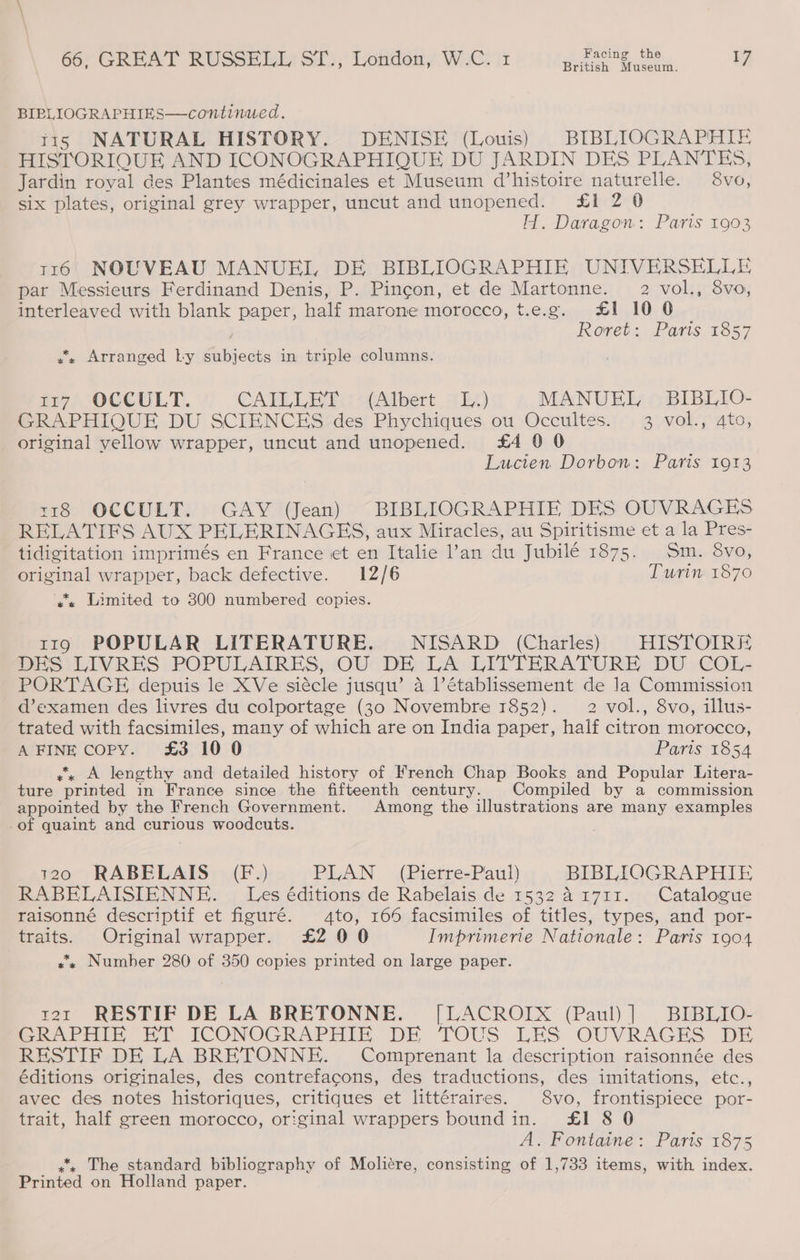 66, GREAT RUSSELL ST., London, W.C. 1 Facing the British Museum. 17
BIBLIOGRAPHIES—continued.
115 NATURAL HISTORY. DENISE (Louis) BIBLIOGRAPHIE
HISTORIQUE AND ICONOGRAPHIQUE DU JARDIN DES PLANTES,
Jardin royal des Plantes médicinales et Museum d'histoire naturelle. 8vo,
six plates, original grey wrapper, uncut and unopened. £1 2 0
H. Daragon: Paris 1903
116 NOUVEAU MANUEL DE BIBLIOGRAPHIE UNIVERSELLE
par Messieurs Ferdinand Denis, P. Pinçon, et de Martonne. 2 vol., 8vo,
interleaved with blank paper, half marone morocco, t.e.g. £1 10 0
Roret: Paris 1857
⁂ Arranged by subjects in triple columns.
117 OCCULT. CAILLET (Albert L.) MANUEL BIBLIO-
GRAPHIQUE DU SCIENCES des Phychiques ou Occultes. 3 vol., 4to,
original yellow wrapper, uncut and unopened. £4 0 0
Lucien Dorbon: Paris 1913
118 OCCULT. GAY (Jean) BIBLIOGRAPHIE DES OUVRAGES
RELATIFS AUX PELERINAGES, aux Miracles, au Spiritisme et a la Pres-
tidigitation imprimés en France et en Italie l'an du Jubilé 1875. Sm. 8vo,
original wrapper, back defective. 12/6 Turin 1876
⁂ Limited to 300 numbered copies.
119 POPULAR LITERATURE. NISARD (Charles) HISTOIRE
DES LIVRES POPULAIRES, OU DE LA LITTERATURE DU COL-
PORTAGE depuis le XVe siècle jusqu' à l'établissement de la Commission
d'examen des livres du colportage (30 Novembre 1852). 2 vol., 8vo, illus-
trated with facsimiles, many of which are on India paper, half citron morocco,
A FINE COPY. £3 10 0 Paris 1854
⁂ A lengthy and detailed history of French Chap Books and Popular Litera-
ture printed in France since the fifteenth century. Compiled by a commission
appointed by the French Government. Among the illustrations are many examples
of quaint and curious woodcuts.
120 RABELAIS (F.) PLAN (Pierre-Paul) BIBLIOGRAPHIE
RABELAISIENNE. Les éditions de Rabelais de 1532 à 1711. Catalogue
raisonné descriptif et figuré. 4to, 166 facsimiles of titles, types, and por-
traits. Original wrapper. £2 0 0 Imprimerie Nationale: Paris 1904
⁂ Number 280 of 350 copies printed on large paper.
121 RESTIF DE LA BRETONNE. [LACROIX (Paul)] BIBLIO-
GRAPHIE ET ICONOGRAPHIE DE TOUS LES OUVRAGES DE
RESTIF DE LA BRETONNE. Comprenant la description raisonnée des
éditions originales, des contrefaçons, des traductions, des imitations, etc.,
avec des notes historiques, critiques et littéraires. 8vo, frontispiece por-
trait, half green morocco, original wrappers bound in. £1 8 0
A. Fontaine: Paris 1875
⁂ The standard bibliography of Molière, consisting of 1,733 items, with index.
Printed on Holland paper.